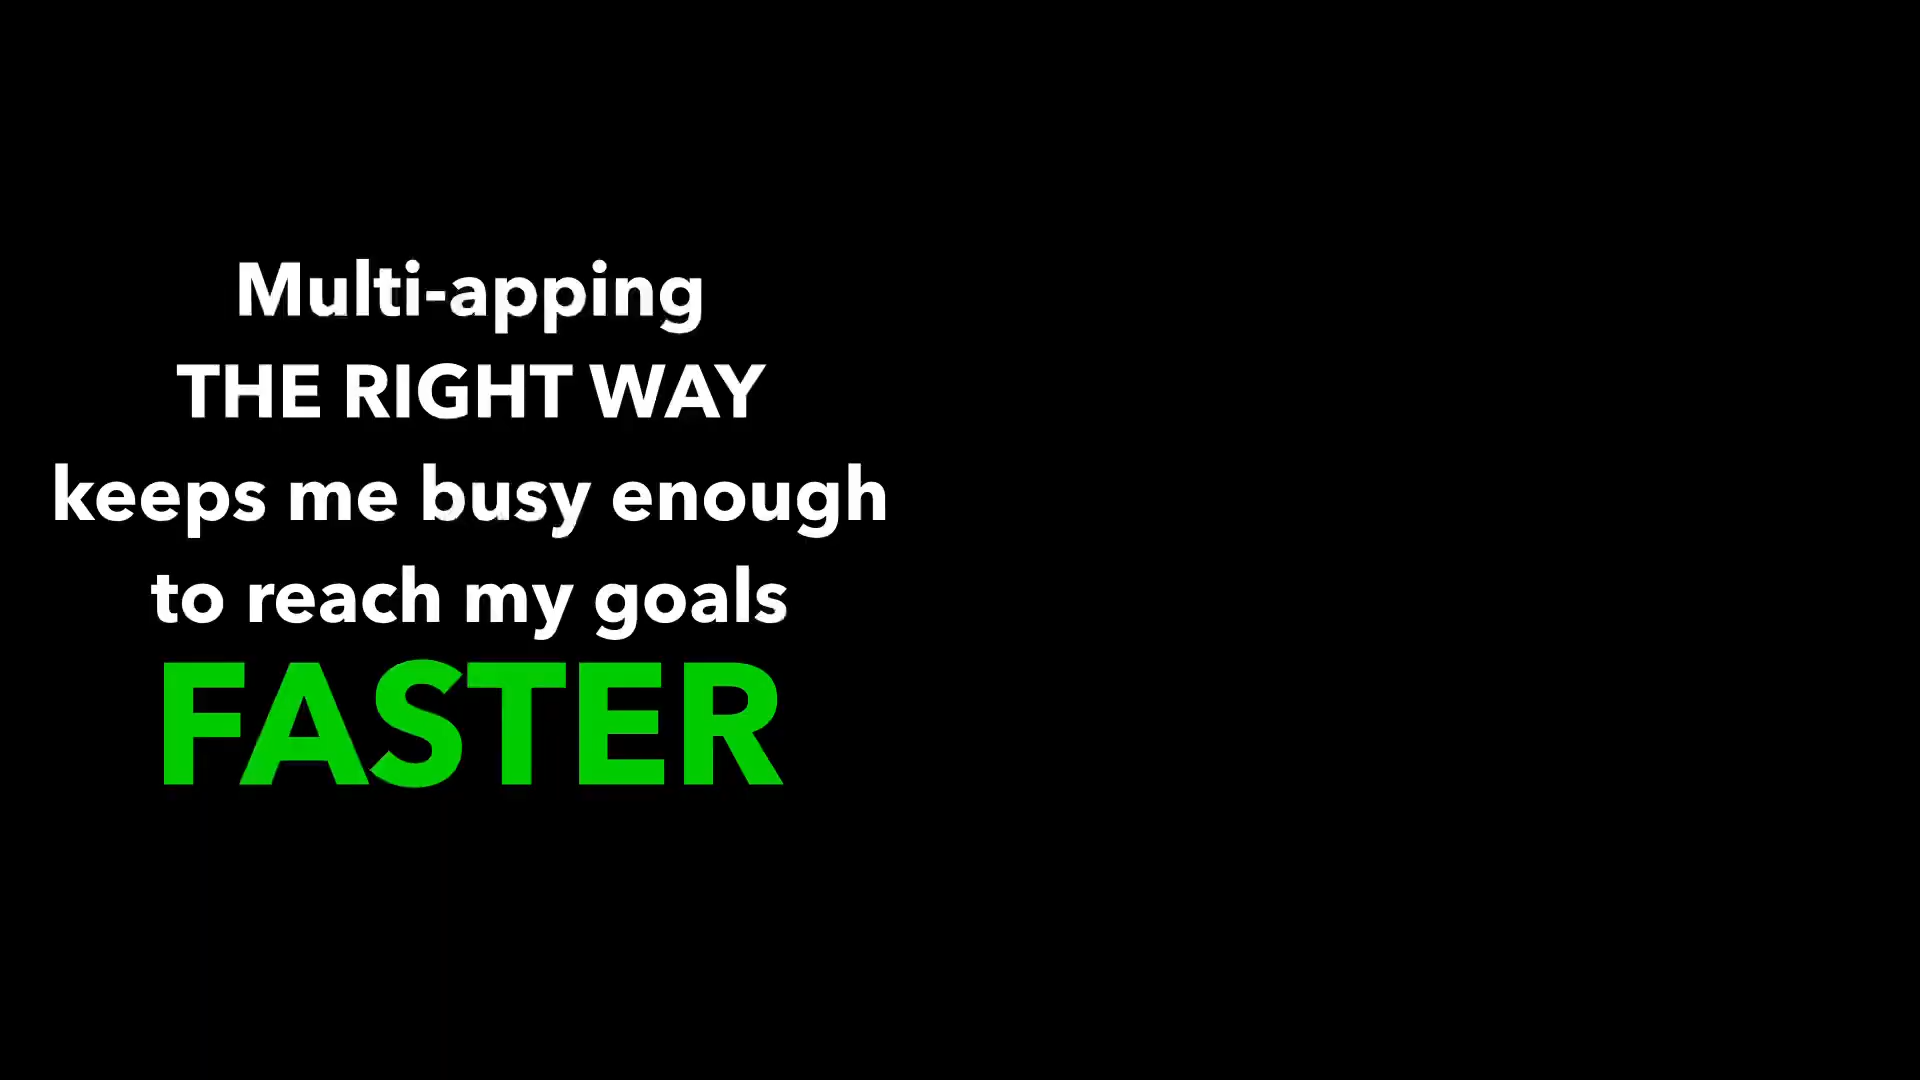 Multi-apping
THE RIGHT WAY
keeps me busy enough
to reach my goals
FASTER